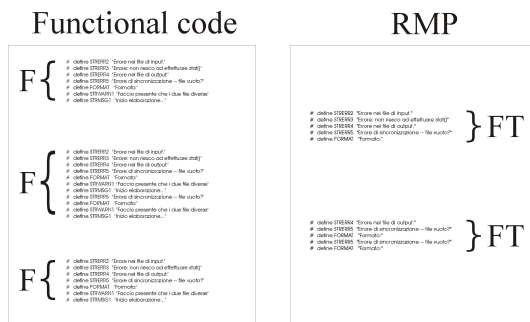 Functional code
RMP
F {
# define STRERR2 "Errore nel file di input."
# define STRERR3 "Errore: non riesco ad effettuare stat()"
# define STRERR4 "Errore nel file di output"
# define STRERR5 "Errore di sincronizzazione -- file vuoto?"
# define FORMAT "Formato:"
# define STRWARN1 "Faccio presente che i due file diverse"
# define STRMSG1 "Inizio elaborazione..."
F {
# define STRERR2 "Errore nel file di input."
# define STRERR3 "Errore: non riesco ad effettuare stat()"
# define STRERR4 "Errore nel file di output"
# define STRERR5 "Errore di sincronizzazione -- file vuoto?"
# define FORMAT "Formato:"
# define STRWARN1 "Faccio presente che i due file diverse"
# define STRERR4 "Errore nel file di output"
# define STRERR5 "Errore di sincronizzazione -- file vuoto?"
# define FORMAT "Formato:"
# define STRWARN1 "Faccio presente che i due file diverse"
# define STRMSG1 "Inizio elaborazione..."
F {
# define STRERR2 "Errore nel file di input."
# define STRERR3 "Errore: non riesco ad effettuare stat()"
# define STRERR4 "Errore nel file di output"
# define STRERR5 "Errore di sincronizzazione -- file vuoto?"
# define FORMAT "Formato:"
# define STRWARN1 "Faccio presente che i due file diverse"
# define STRMSG1 "Inizio elaborazione..."
# define STRERR2 "Errore nel file di input."
# define STRERR3 "Errore: non riesco ad effettuare stat()"
# define STRERR4 "Errore nel file di output."
# define STRERR5 "Errore di sincronizzazione -- file vuoto?"
# define FORMAT "Formato:"
} FT
# define STRERR4 "Errore nel file di output."
# define STRERR5 "Errore di sincronizzazione -- file vuoto?"
# define FORMAT "Formato:"
# define STRERR5 "Errore di sincronizzazione -- file vuoto?"
# define FORMAT "Formato:"
} FT